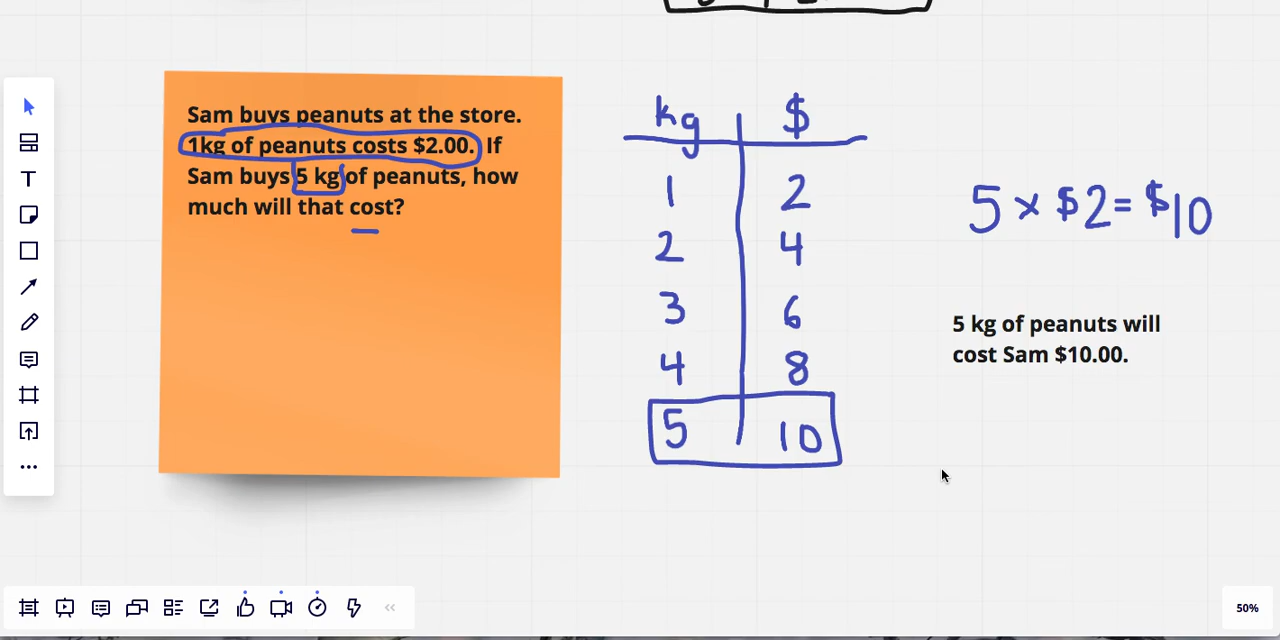 Sam buys peanuts at the store.
1kg of peanuts costs $2.00. If
Sam buys 5 kg of peanuts, how
much will that cost?
kg $
1 2
2 4
3 6
4 8
5 10
5 x $2 = $10
5 kg of peanuts will
cost Sam $10.00.
T
50%